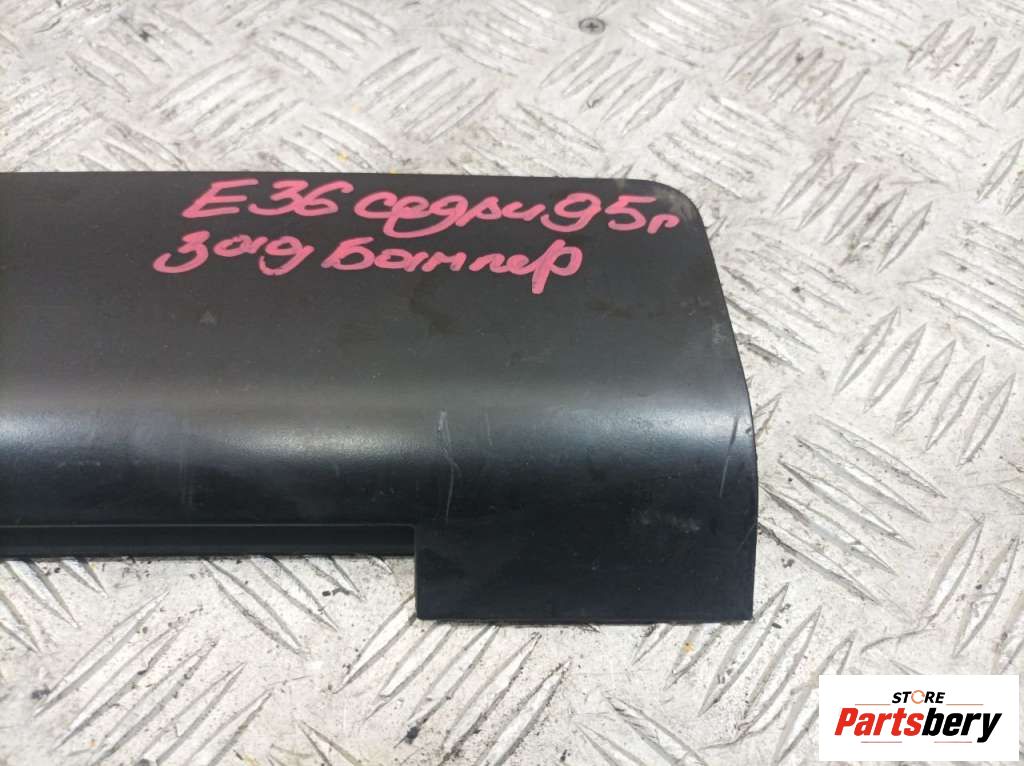 E36 седан 95г
зад бампер
STORE
Partsbery